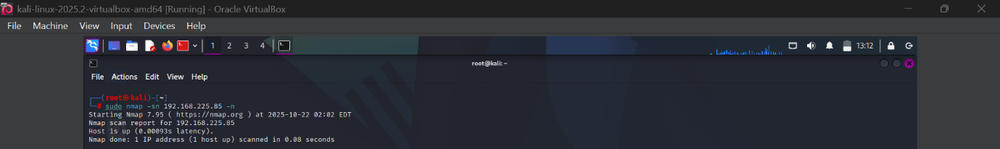 kali-linux-2025.2-virtualbox-amd64 [Running] - Oracle VirtualBox
File Machine View Input Devices Help
1 2 3 4 13:12
root@kali: ~
File Actions Edit View Help
(root㉿kali)-[~]
# sudo nmap -sn 192.168.225.85 -n
Starting Nmap 7.95 ( https://nmap.org ) at 2025-10-22 02:02 EDT
Nmap scan report for 192.168.225.85
Host is up (0.00093s latency).
Nmap done: 1 IP address (1 host up) scanned in 0.08 seconds